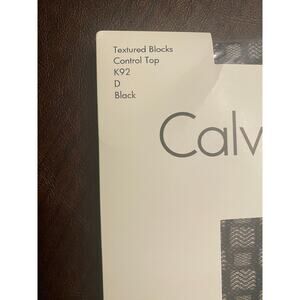 Textured Blocks
Control Top
K92
D
Black
Calv